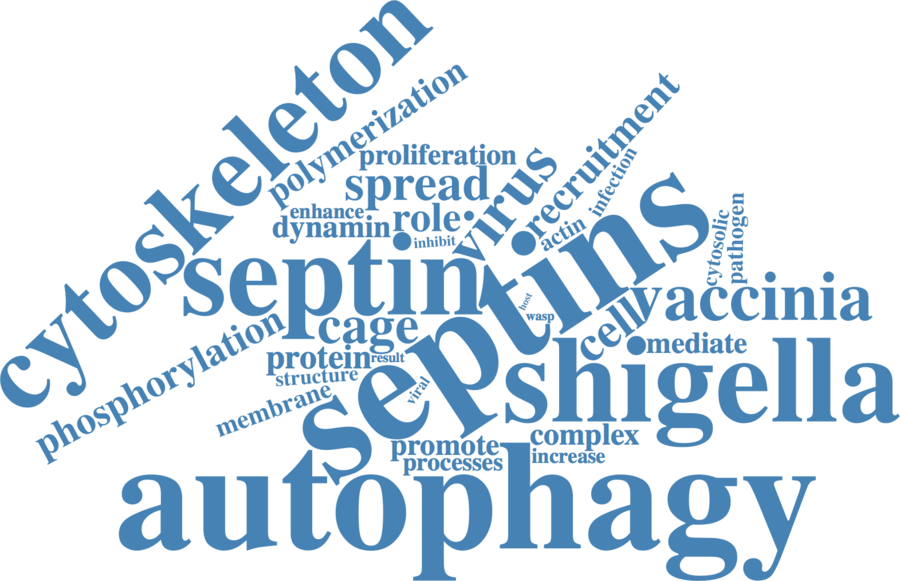 cytoskeleton
polymerization
proliferation
spread
enhance
dynamin
role
inhibit
virus
recruitment
infection
actin
cytosolic
pathogen
septin
septins
host
wasp
vaccinia
cell
cage
phosphorylation
protein
result
structure
membrane
viral
mediate
shigella
promote
processes
complex
increase
autophagy